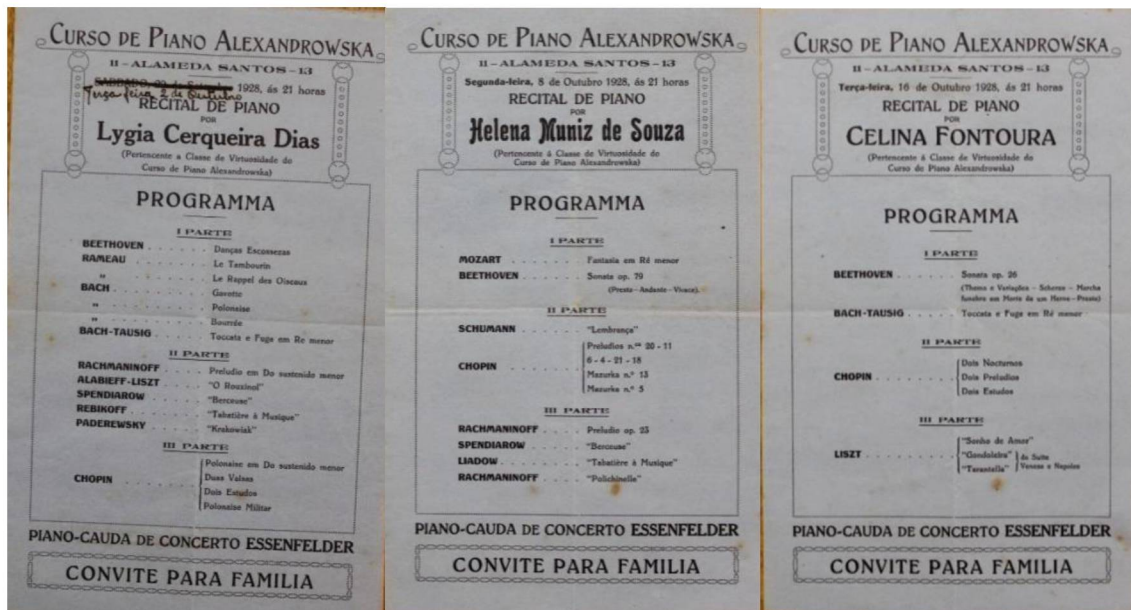 CURSO DE PIANO ALEXANDROWSKA
11-ALAMEDA SANTOS-13
SABBADO, 29 de Setembro 1928, ás 21 horas
Terça feira, 2 de Outubro
RECITAL DE PIANO
POR
Lygia Cerqueira Dias
(Pertencente a Classe de Virtuosidade do
Curso de Piano Alexandrowska)
PROGRAMMA
I PARTE
BEETHOVEN . . . . . . Danças Escossezas
RAMEAU . . . . . . Le Tambourin
" . . . . . . Le Rappel des Oiseaux
BACH . . . . . . Gavotte
" . . . . . . Polonaise
" . . . . . . Bourrée
BACH-TAUSIG . . . . . . Toccata e Fuga em Re menor
II PARTE
RACHMANINOFF . . . . Preludio em Do sustenido menor
ALABIEFF-LISZT . . . . "O Rouxinol"
SPENDIAROW . . . . "Berceuse"
REBIKOFF . . . . "Tabatière à Musique"
PADEREWSKY . . . . "Krakowiak"
III PARTE
CHOPIN . . . . . Polonaise em Do sustenido menor
Duas Valsas
Dois Estudos
Polonaise Militar
PIANO-CAUDA DE CONCERTO ESSENFELDER
CONVITE PARA FAMILIA
CURSO DE PIANO ALEXANDROWSKA
11-ALAMEDA SANTOS-13
Segunda-feira, 8 de Outubro 1928, ás 21 horas
RECITAL DE PIANO
POR
Helena Muniz de Souza
(Pertencente á Classe de Virtuosidade do
Curso de Piano Alexandrowska)
PROGRAMMA
I PARTE
MOZART . . . . . Fantasia em Ré menor
BEETHOVEN . . . . . Sonata op. 79
(Presto-Andante-Vivace).
II PARTE
SCHUMANN . . . . . "Lembrança"
CHOPIN . . . . . Preludios n.os 20 - 11
6 - 4 - 21 - 18
Mazurka n.º 13
Mazurka n.º 5
III PARTE
RACHMANINOFF . . . . Preludio op. 23
SPENDIAROW . . . . "Berceuse"
LIADOW . . . . "Tabatière à Musique"
RACHMANINOFF . . . . "Polichinelle"
PIANO-CAUDA DE CONCERTO ESSENFELDER
CONVITE PARA FAMILIA
CURSO DE PIANO ALEXANDROWSKA
11-ALAMEDA SANTOS-13
Terça-feira, 16 de Outubro 1928, ás 21 horas
RECITAL DE PIANO
POR
CELINA FONTOURA
(Pertencente á Classe de Virtuosidade do
Curso de Piano Alexandrowska)
PROGRAMMA
I PARTE
BEETHOVEN . . . . . Sonata op. 26
(Thema e Variações - Scherzo - Marcha
funebre em Morte de um Heroe - Presto)
BACH-TAUSIG . . . . . Toccata e Fuga em Ré menor
II PARTE
CHOPIN . . . . . Dois Nocturnos
Dois Preludios
Dois Estudos
III PARTE
LISZT . . . . . "Sonho de Amor"
"Gondoleira" da Suite
"Tarantella" Veneza e Napoles
PIANO-CAUDA DE CONCERTO ESSENFELDER
CONVITE PARA FAMILIA